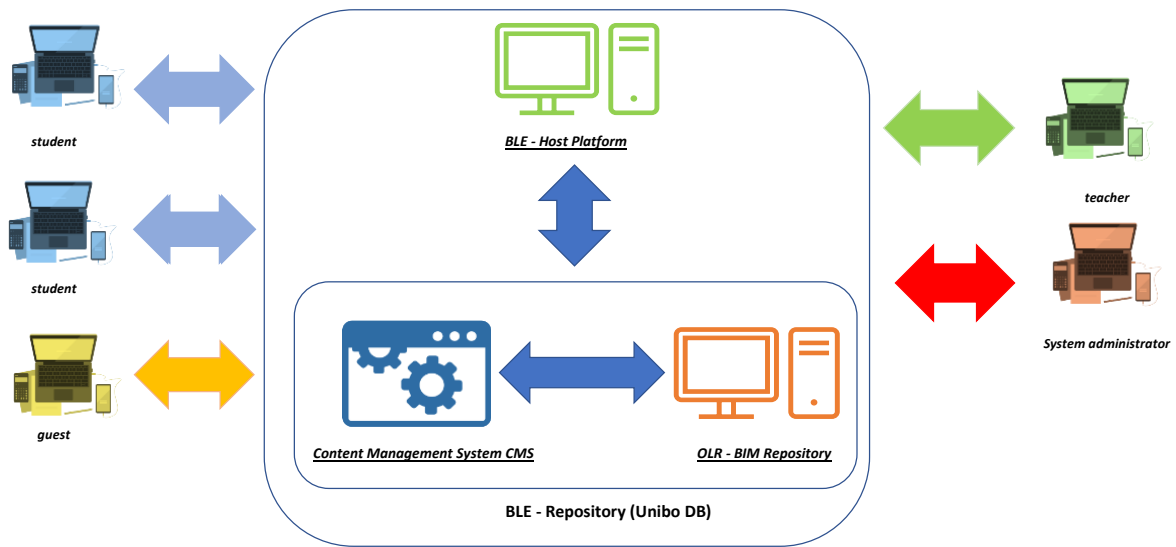 BLE - Host Platform
student
teacher
student
System administrator
guest
Content Management System CMS
OLR - BIM Repository
BLE - Repository (Unibo DB)